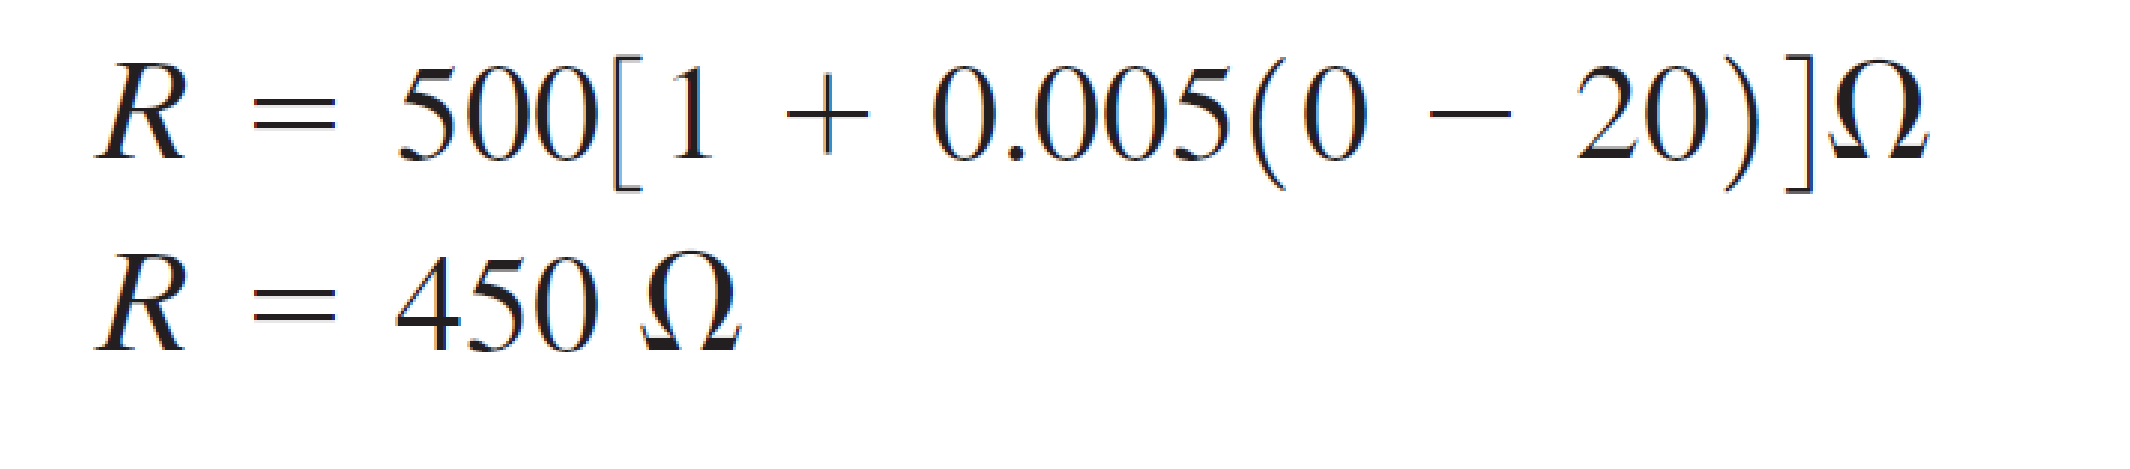 R = 500[1 + 0.005(0 − 20)]Ω
R = 450 Ω